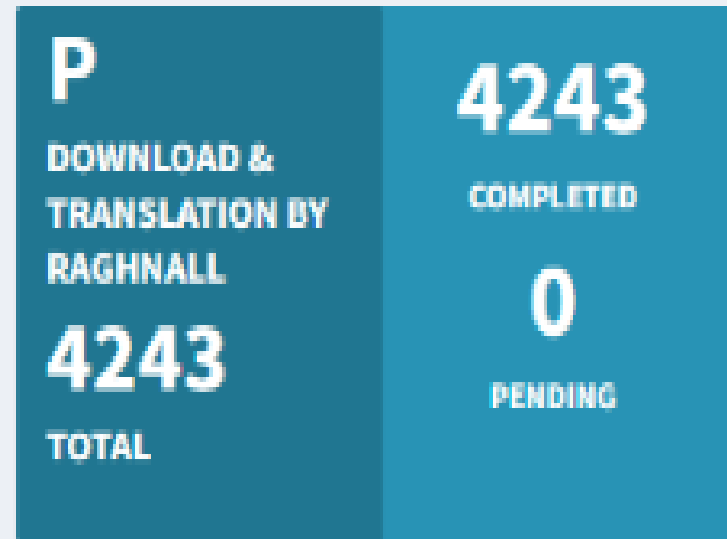 P
DOWNLOAD &
TRANSLATION BY
RAGHNALL
4243
TOTAL
4243
COMPLETED
0
PENDING